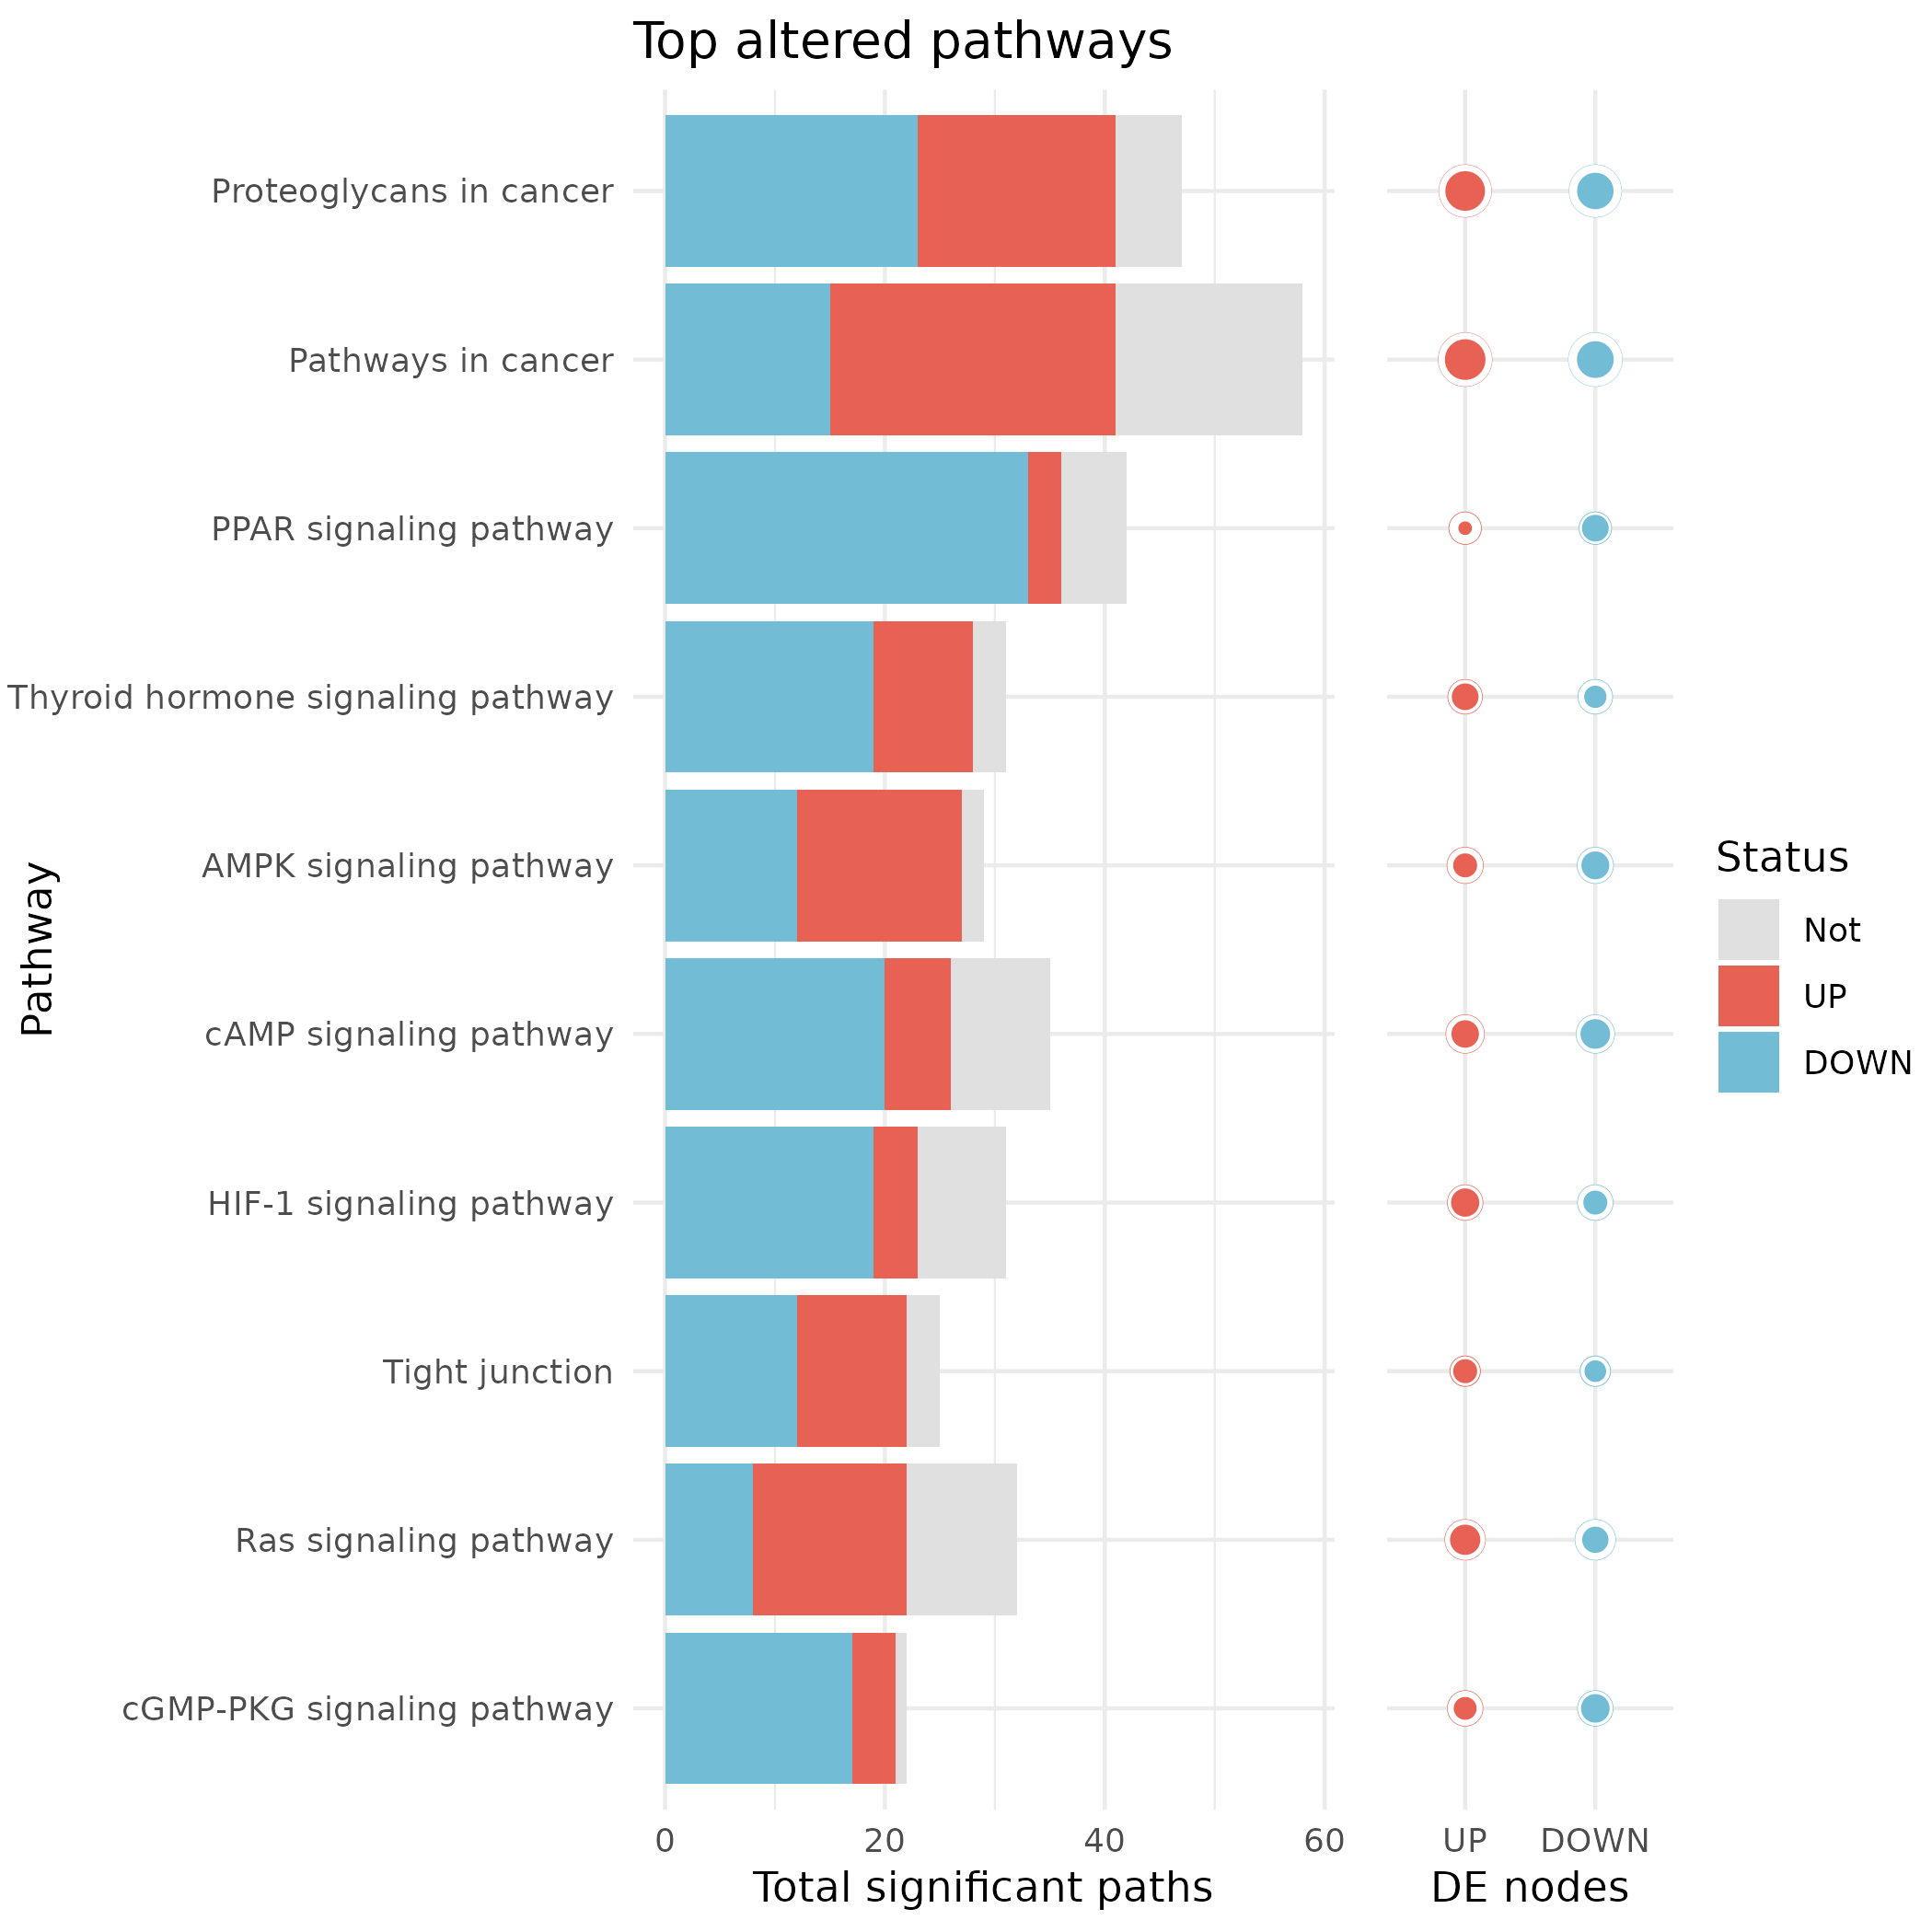 Top altered pathways
Proteoglycans in cancer
Pathways in cancer
PPAR signaling pathway
Thyroid hormone signaling pathway
AMPK signaling pathway
cAMP signaling pathway
HIF-1 signaling pathway
Tight junction
Ras signaling pathway
cGMP-PKG signaling pathway
Pathway
0 20 40 60
Total significant paths
UP DOWN
DE nodes
Status
Not
UP
DOWN